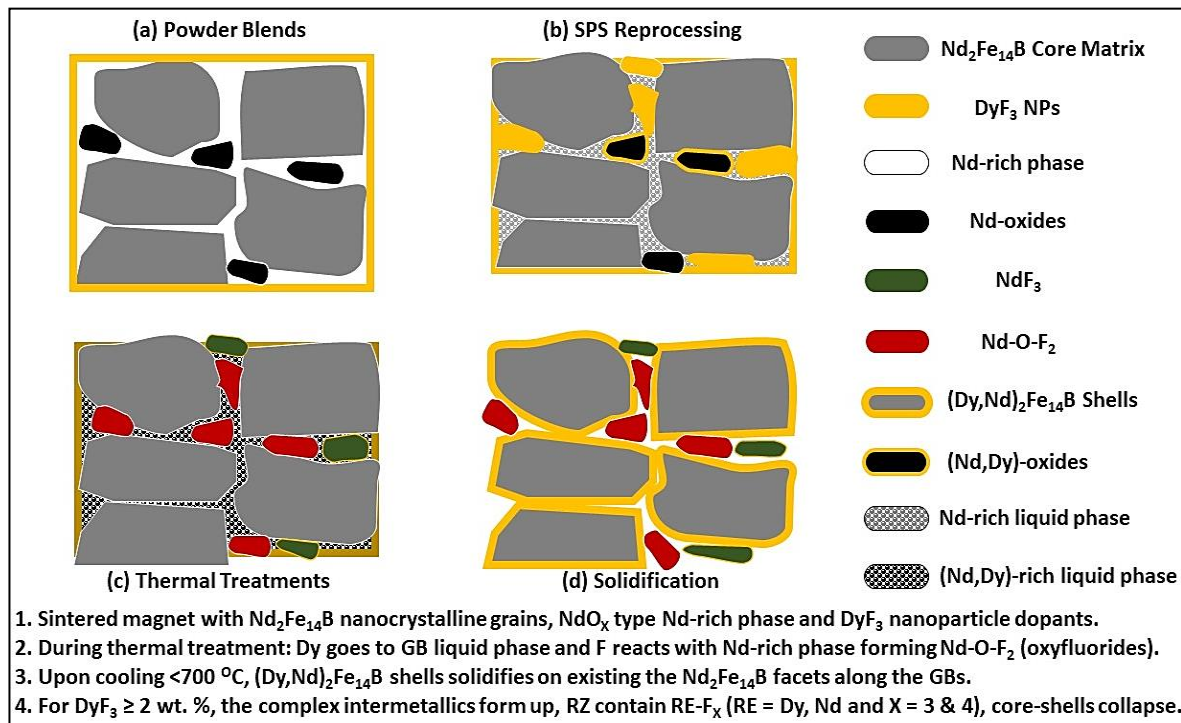 (a) Powder Blends
(b) SPS Reprocessing
(c) Thermal Treatments
(d) Solidification
Nd₂Fe₁₄B Core Matrix
DyF₃ NPs
Nd-rich phase
Nd-oxides
NdF₃
Nd-O-F₂
(Dy,Nd)₂Fe₁₄B Shells
(Nd,Dy)-oxides
Nd-rich liquid phase
(Nd,Dy)-rich liquid phase
1. Sintered magnet with Nd₂Fe₁₄B nanocrystalline grains, NdOₓ type Nd-rich phase and DyF₃ nanoparticle dopants.
2. During thermal treatment: Dy goes to GB liquid phase and F reacts with Nd-rich phase forming Nd-O-F₂ (oxyfluorides).
3. Upon cooling <700 ᴼC, (Dy,Nd)₂Fe₁₄B shells solidifies on existing the Nd₂Fe₁₄B facets along the GBs.
4. For DyF₃ ≥ 2 wt. %, the complex intermetallics form up, RZ contain RE-Fₓ (RE = Dy, Nd and X = 3 & 4), core-shells collapse.